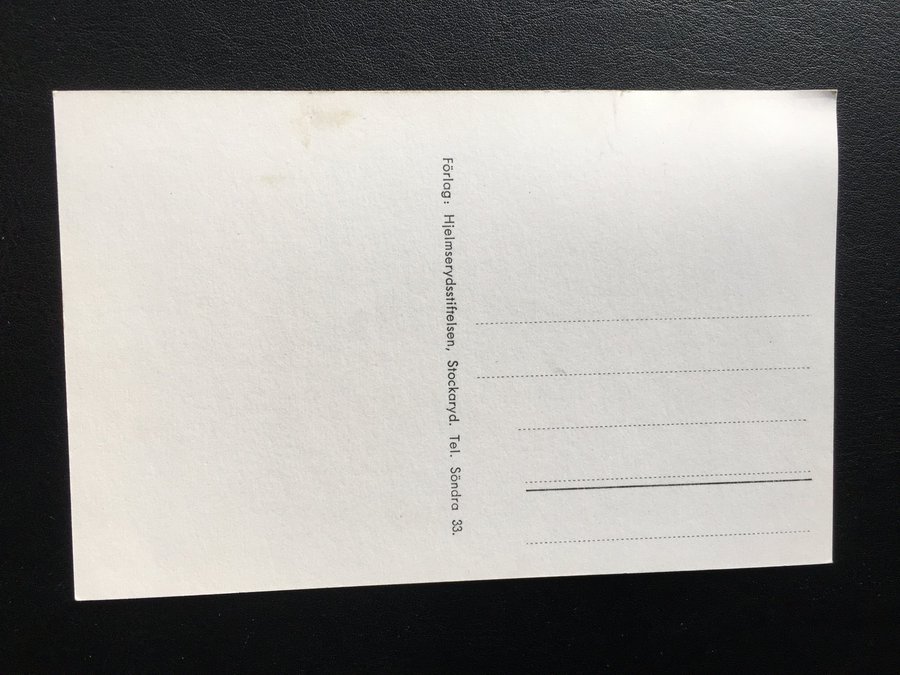 Förlag: Hjelmserydsstiftelsen, Stockaryd. Tel. Söndra 33.